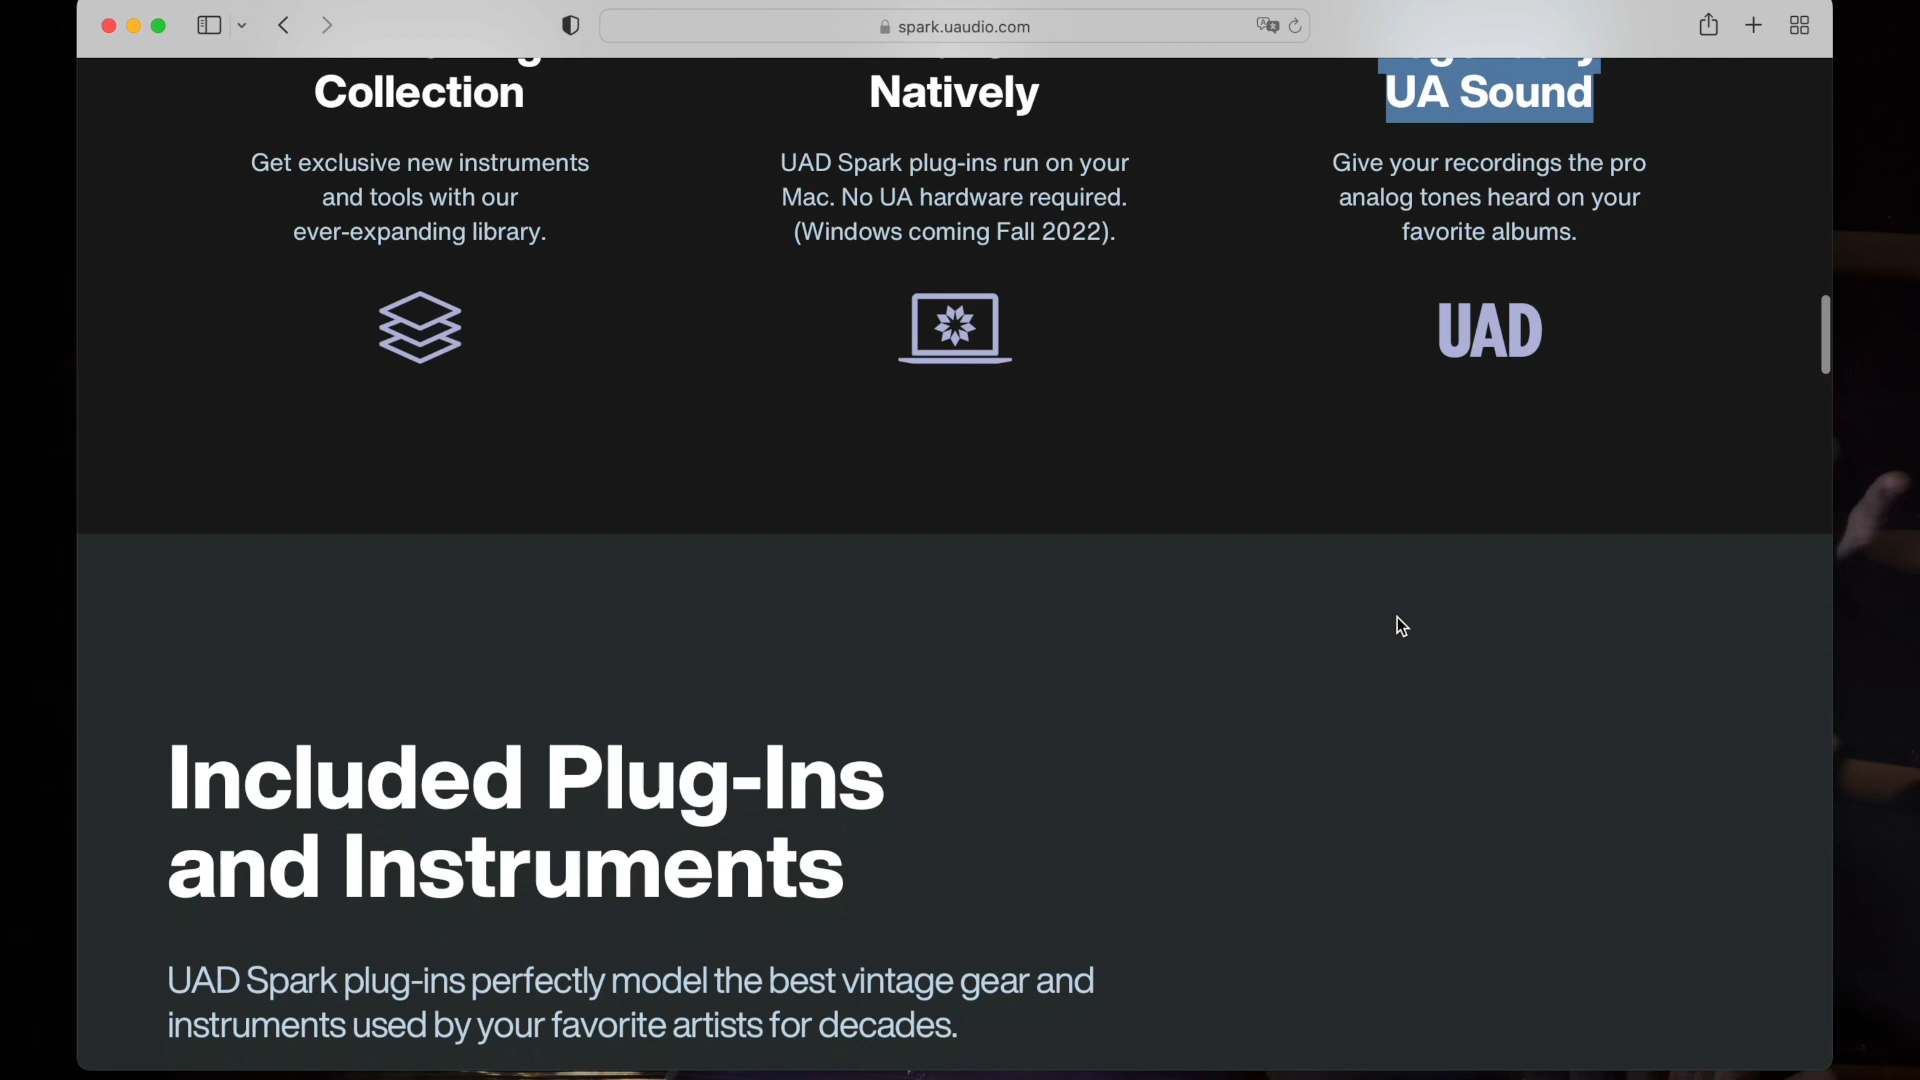 spark.uaudio.com
Collection
Natively
UA Sound
Get exclusive new instruments
and tools with our
ever-expanding library.
UAD Spark plug-ins run on your
Mac. No UA hardware required.
(Windows coming Fall 2022).
Give your recordings the pro
analog tones heard on your
favorite albums.
UAD
Included Plug-Ins
and Instruments
UAD Spark plug-ins perfectly model the best vintage gear and
instruments used by your favorite artists for decades.